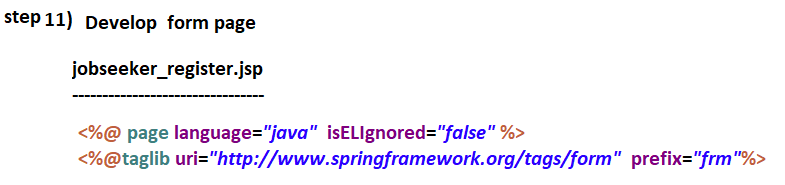 step 11) Develop form page
jobseeker_register.jsp
---------------------------------
<%@ page language="java" isELIgnored="false" %>
<%@taglib uri="http://www.springframework.org/tags/form" prefix="frm"%>